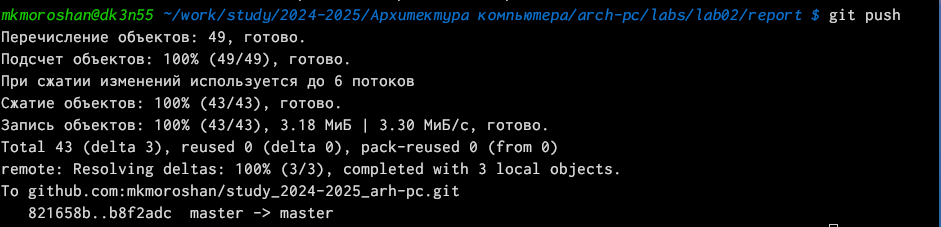 mkmoroshan@dk3n55 ~/work/study/2024-2025/Архитектура компьютера/arch-pc/labs/lab02/report $ git push
Перечисление объектов: 49, готово.
Подсчет объектов: 100% (49/49), готово.
При сжатии изменений используется до 6 потоков
Сжатие объектов: 100% (43/43), готово.
Запись объектов: 100% (43/43), 3.18 МиБ | 3.30 МиБ/с, готово.
Total 43 (delta 3), reused 0 (delta 0), pack-reused 0 (from 0)
remote: Resolving deltas: 100% (3/3), completed with 3 local objects.
To github.com:mkmoroshan/study_2024-2025_arh-pc.git
   821658b..b8f2adc  master -> master